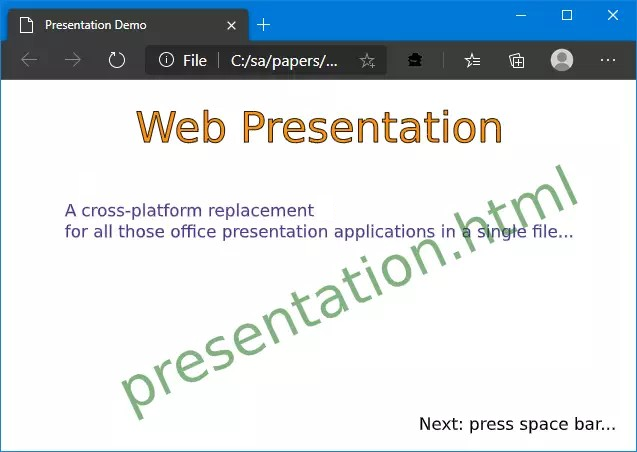 Presentation Demo
File
C:/sa/papers/...
Web Presentation
A cross-platform replacement
for all those office presentation applications in a single file...
presentation.html
Next: press space bar...